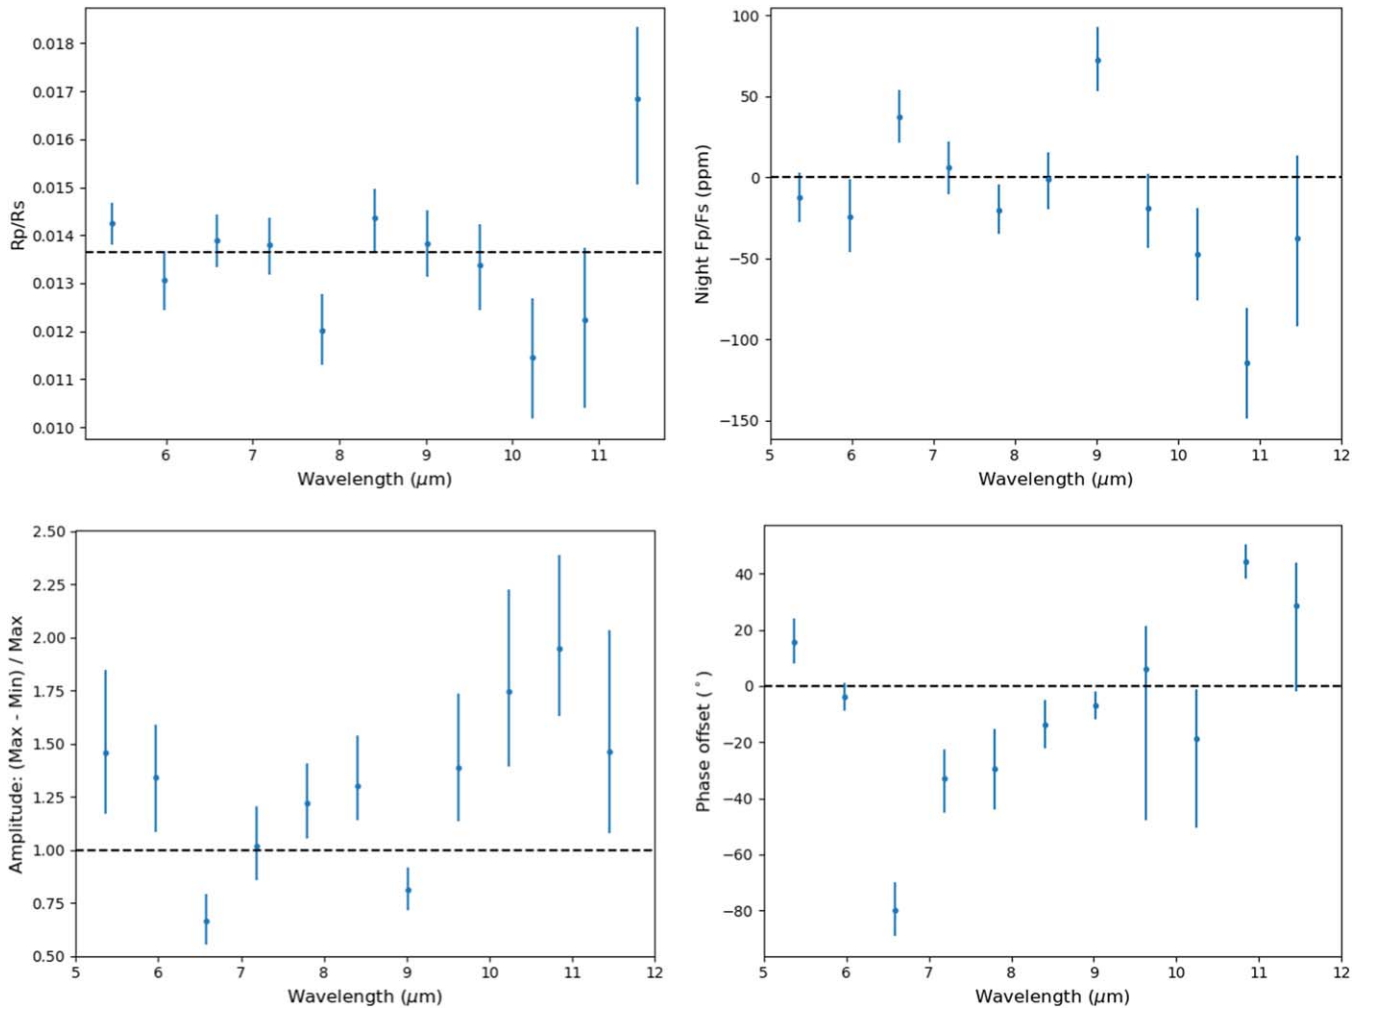 0.018
0.017
0.016
0.015
0.014
0.013
0.012
0.011
0.010
Rp/Rs
6 7 8 9 10 11
Wavelength (μm)
100
50
0
−50
−100
−150
Night Fp/Fs (ppm)
5 6 7 8 9 10 11 12
Wavelength (μm)
2.50
2.25
2.00
1.75
1.50
1.25
1.00
0.75
0.50
Amplitude: (Max - Min) / Max
5 6 7 8 9 10 11 12
Wavelength (μm)
40
20
0
−20
−40
−60
−80
Phase offset (°)
5 6 7 8 9 10 11 12
Wavelength (μm)